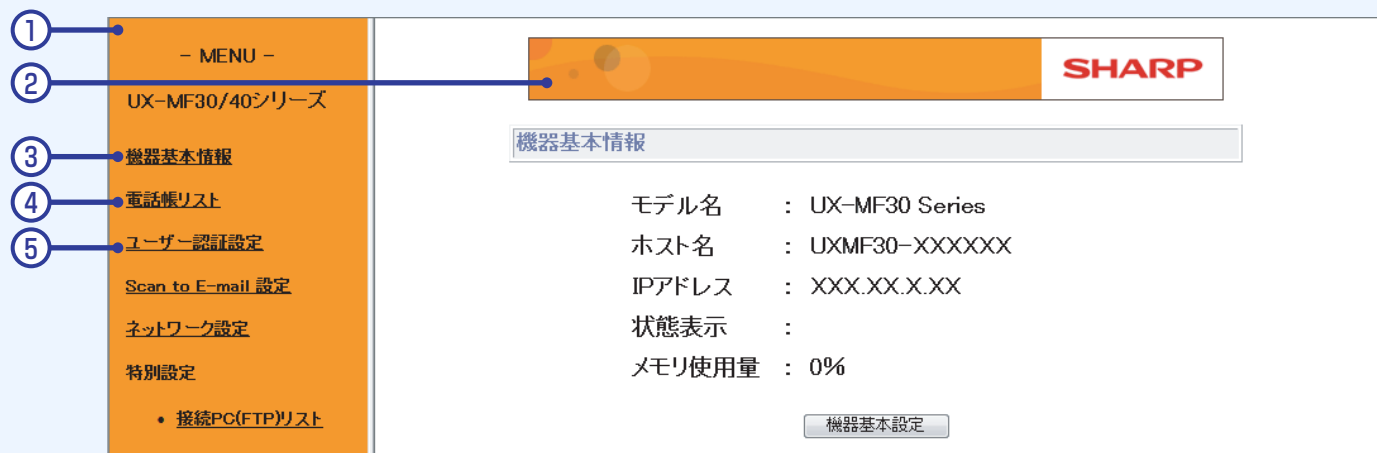 ①
– MENU –
②
UX-MF30/40シリーズ
③
機器基本情報
④
電話帳リスト
⑤
ユーザー認証設定
Scan to E-mail 設定
ネットワーク設定
特別設定
• 接続PC(FTP)リスト
SHARP
機器基本情報
モデル名 : UX-MF30 Series
ホスト名 : UXMF30-XXXXXX
IPアドレス : XXX.XX.X.XX
状態表示 :
メモリ使用量 : 0%
機器基本設定